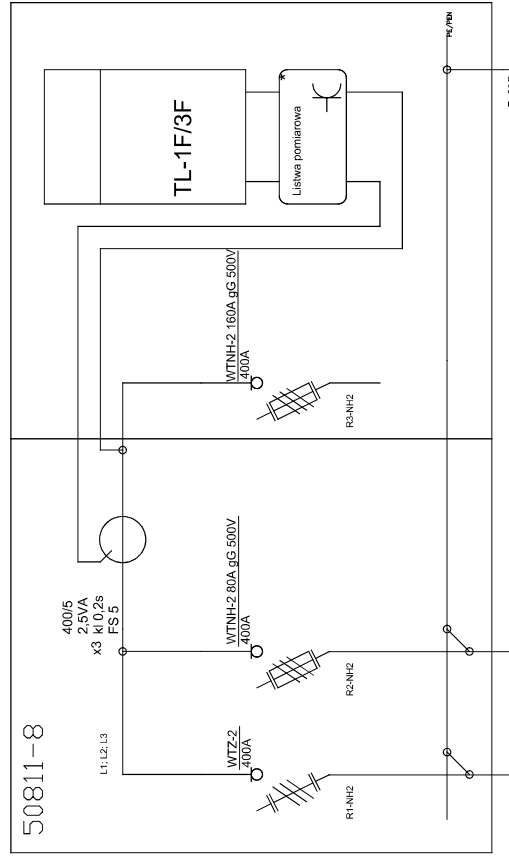 50811-8
L1; L2; L3
400/5
2,5VA
x3 kl 0,2s
FS 5
WTZ-2
400A
R1-NH2
WTNH-2 80A gG 500V
400A
R2-NH2
WTNH-2 160A gG 500V
400A
R3-NH2
TL-1F/3F
*
Listwa pomiarowa
PE/PEN